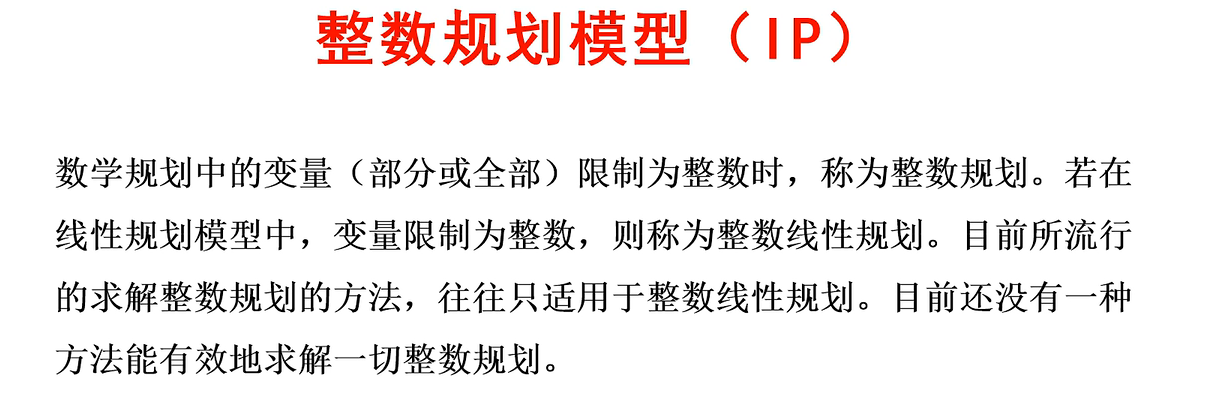 整数规划模型（IP）
数学规划中的变量（部分或全部）限制为整数时，称为整数规划。若在
线性规划模型中，变量限制为整数，则称为整数线性规划。目前所流行
的求解整数规划的方法，往往只适用于整数线性规划。目前还没有一种
方法能有效地求解一切整数规划。